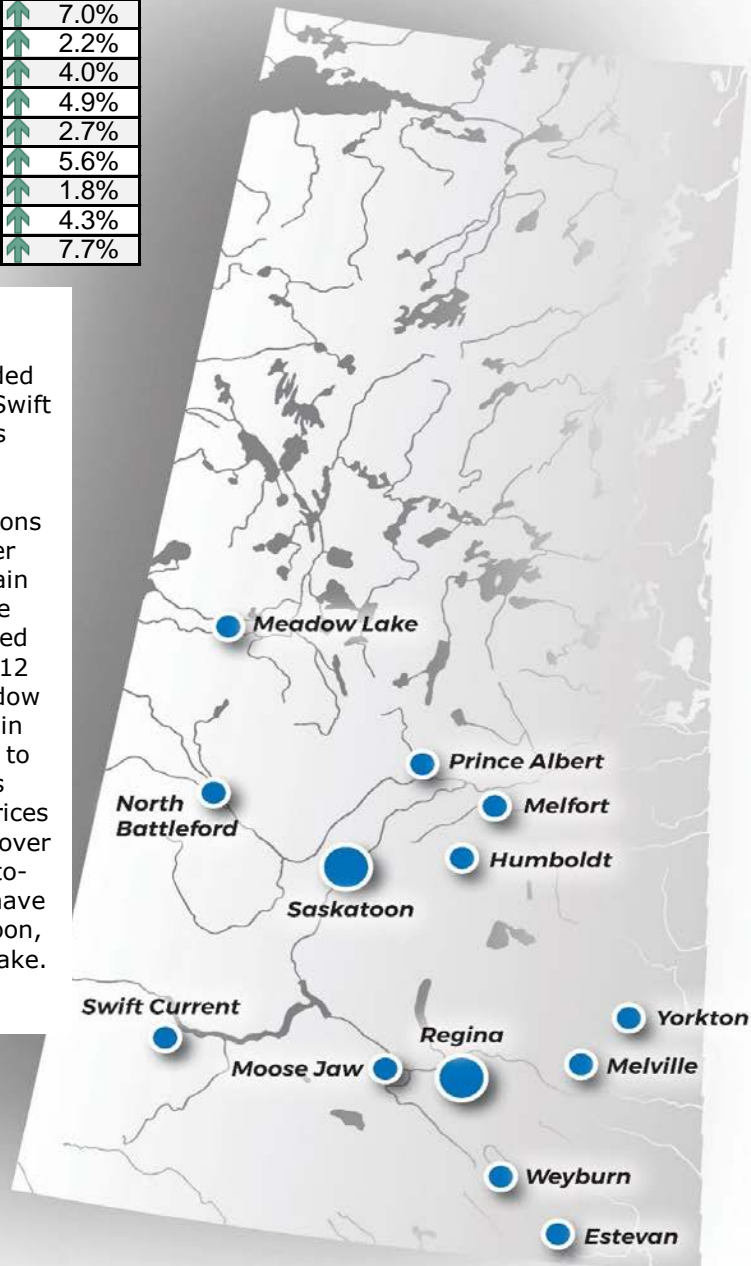 7.0%
2.2%
4.0%
4.9%
2.7%
5.6%
1.8%
4.3%
7.7%
Swift
s
ons
er
ain
e
ed
12
dow
in
to
s
rices
over
to-
have
oon,
ake.
Meadow Lake
Prince Albert
North
Battleford
Melfort
Humboldt
Saskatoon
Swift Current
Yorkton
Regina
Moose Jaw
Melville
Weyburn
Estevan